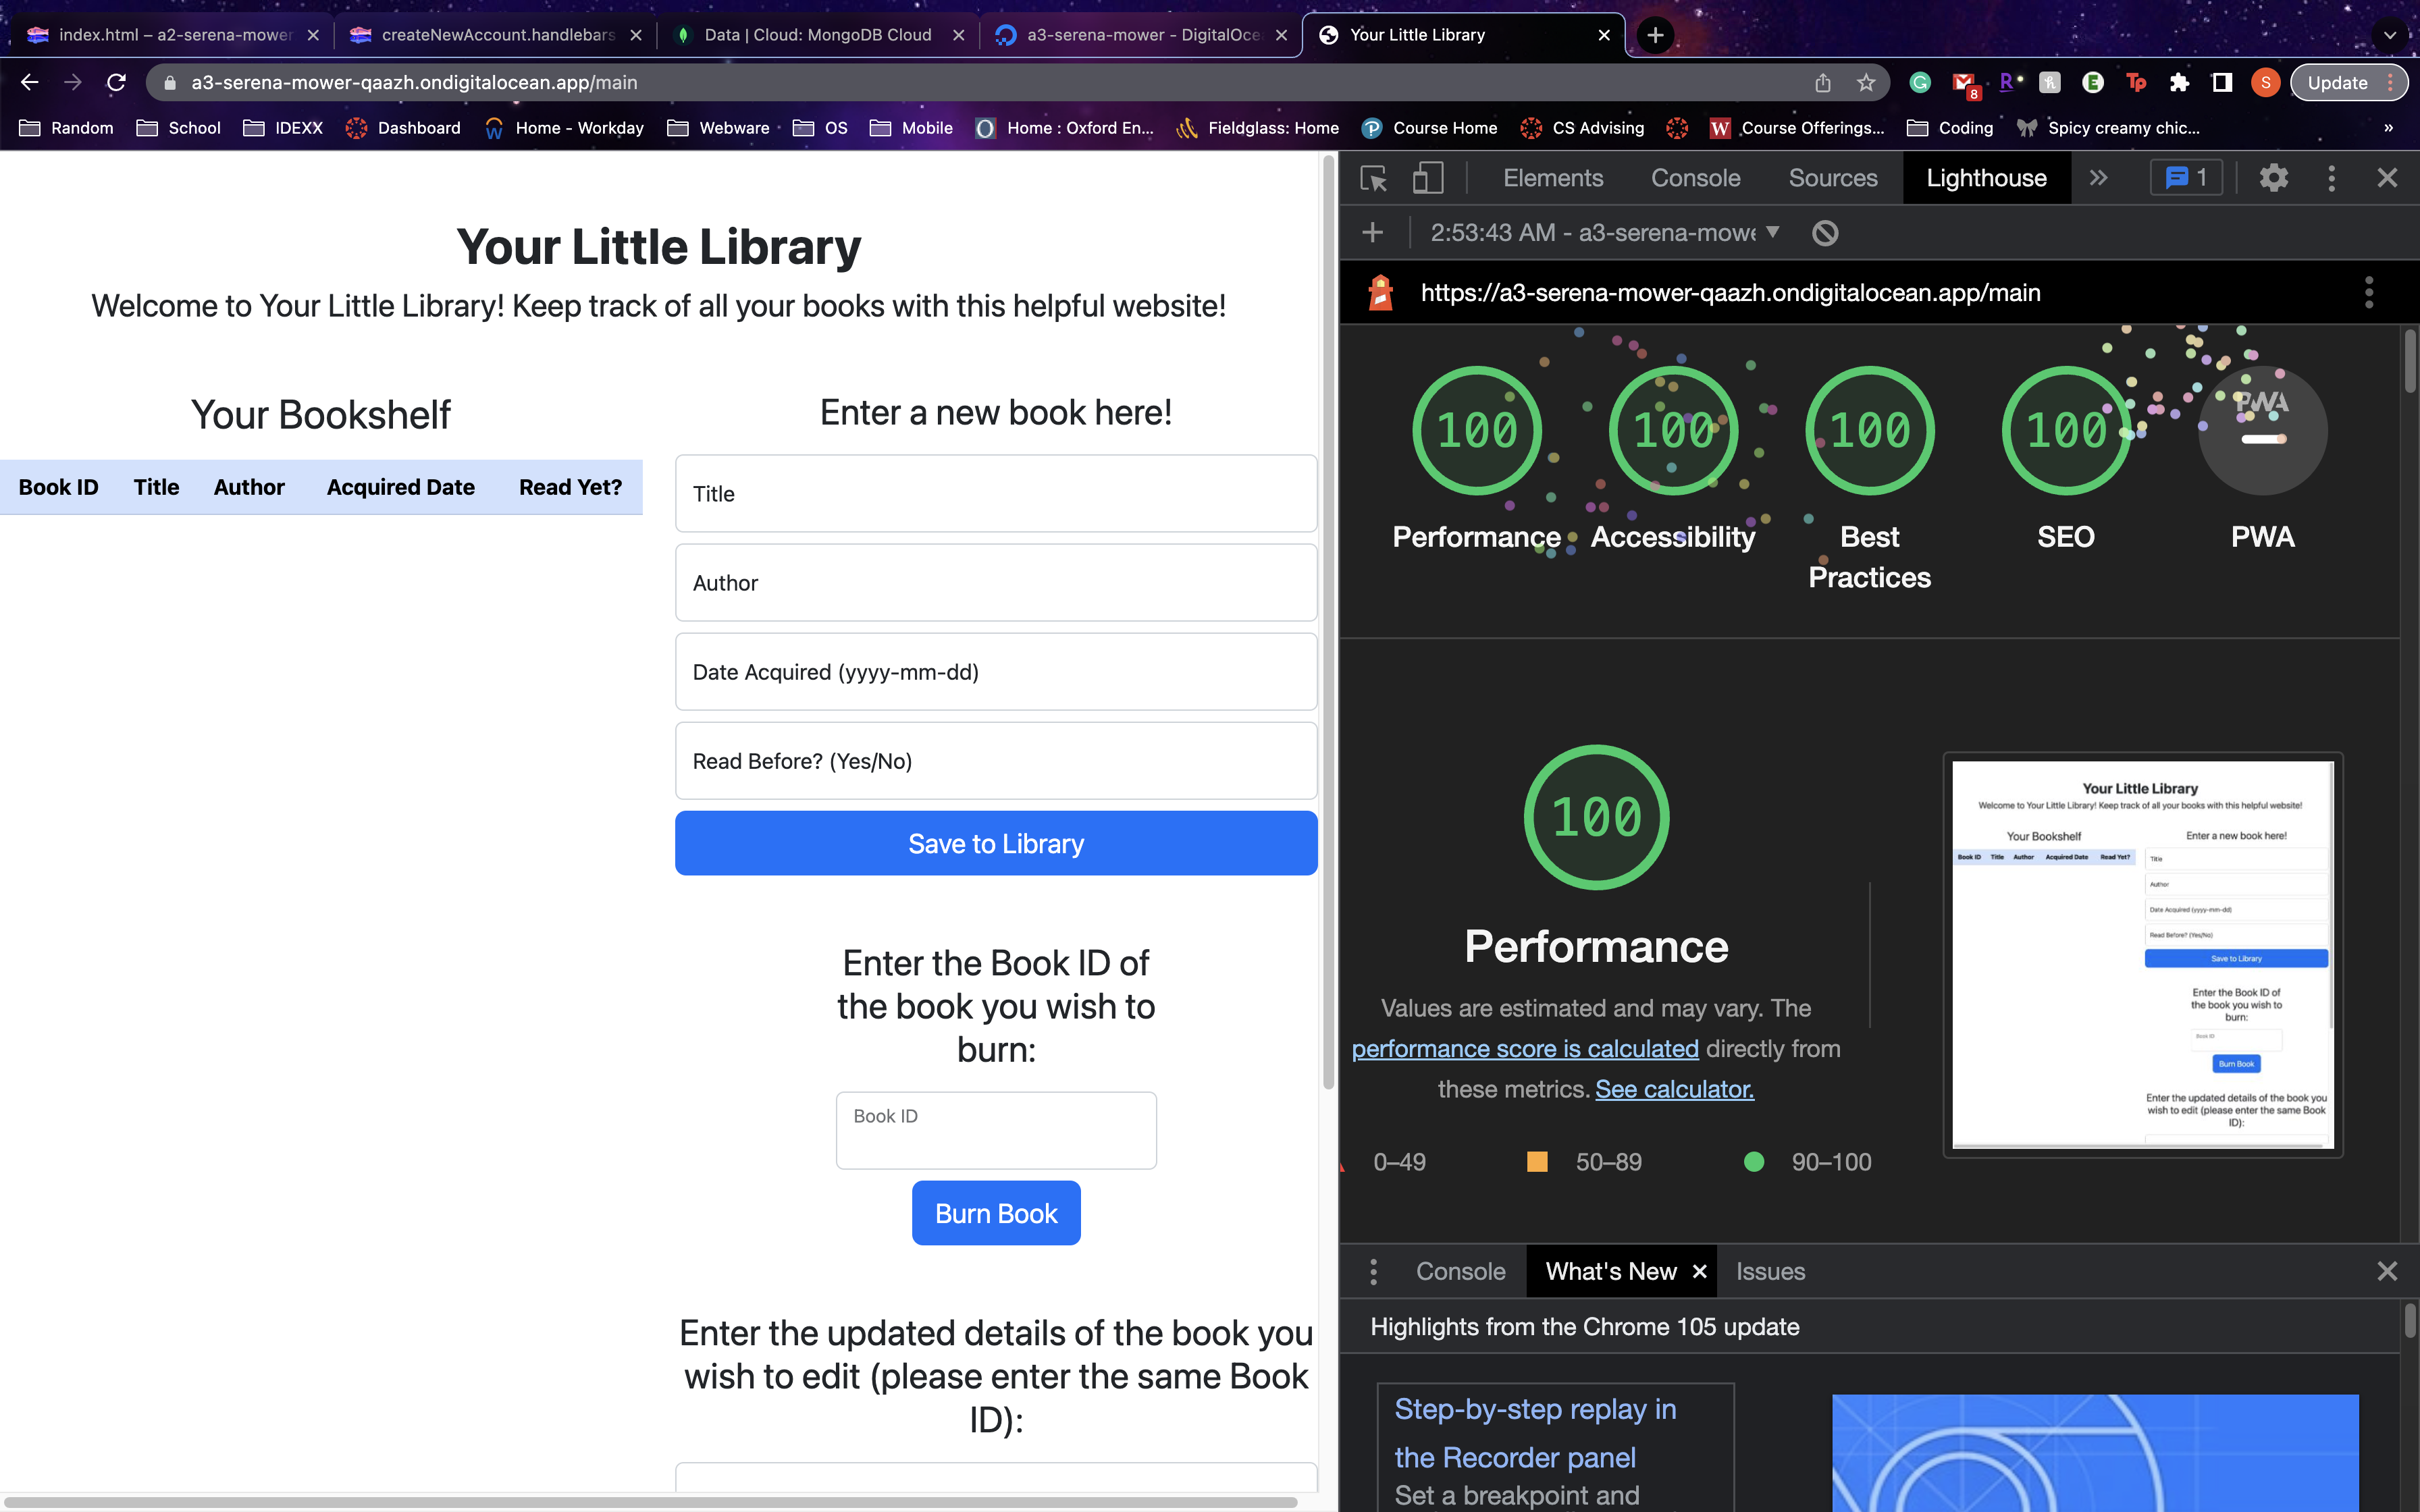 index.html – a2-serena-mower
createNewAccount.handlebars
Data | Cloud: MongoDB Cloud
a3-serena-mower - DigitalOce
Your Little Library
a3-serena-mower-qaazh.ondigitalocean.app/main
8
S
Update
Random
School
IDEXX
Dashboard
Home - Workday
Webware
OS
Mobile
Home : Oxford En...
Fieldglass: Home
Course Home
CS Advising
Course Offerings...
Coding
Spicy creamy chic...
»
Your Little Library
Welcome to Your Little Library! Keep track of all your books with this helpful website!
Your Bookshelf
Book ID Title Author Acquired Date Read Yet?
Enter a new book here!
Title
Author
Date Acquired (yyyy-mm-dd)
Read Before? (Yes/No)
Save to Library
Enter the Book ID of
the book you wish to
burn:
Book ID
Burn Book
Enter the updated details of the book you
wish to edit (please enter the same Book
ID):
Elements Console Sources Lighthouse
1
2:53:43 AM - a3-serena-mowe
https://a3-serena-mower-qaazh.ondigitalocean.app/main
100 100 100 100 PWA
Performance Accessibility Best
Practices SEO PWA
100
Performance
Values are estimated and may vary. The
performance score is calculated directly from
these metrics. See calculator.
0–49 50–89 90–100
Your Little Library
Welcome to Your Little Library! Keep track of all your books with this helpful website!
Your Bookshelf
Book ID Title Author Acquired Date Read Yet?
Enter a new book here!
Title
Author
Date Acquired (yyyy-mm-dd)
Read Before? (Yes/No)
Save to Library
Enter the Book ID of
the book you wish to
burn:
Book ID
Burn Book
Enter the updated details of the book you
wish to edit (please enter the same Book
ID):
Console What's New Issues
Highlights from the Chrome 105 update
Step-by-step replay in
the Recorder panel
Set a breakpoint and